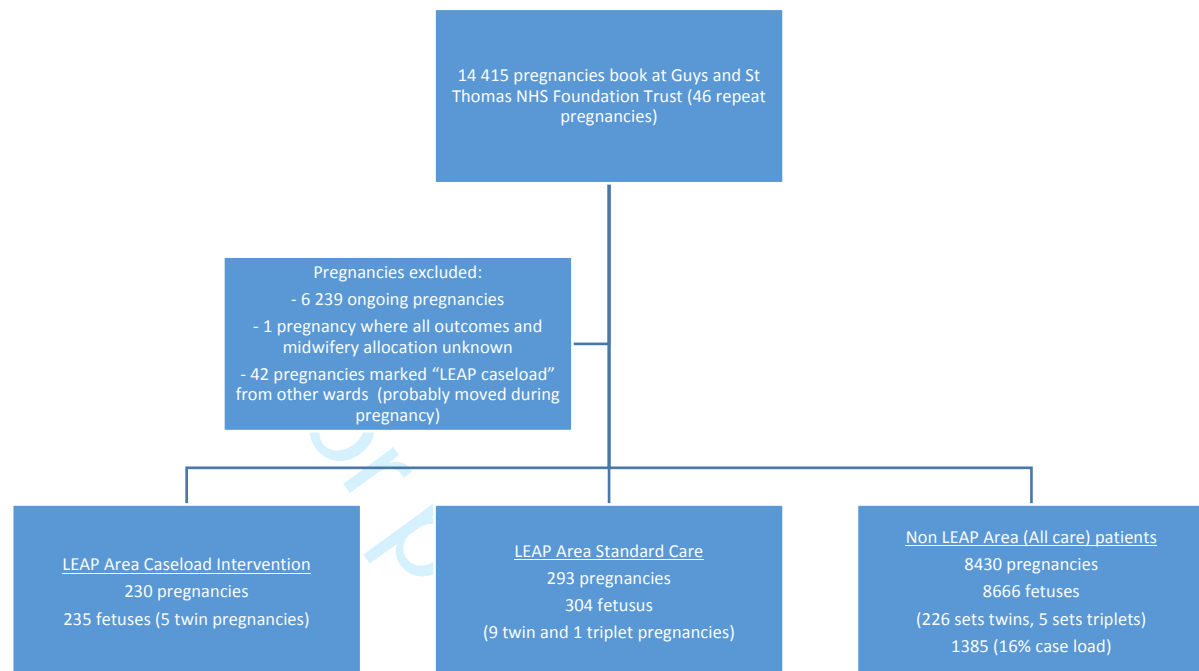 14 415 pregnancies book at Guys and St
Thomas NHS Foundation Trust (46 repeat
pregnancies)
Pregnancies excluded:
- 6 239 ongoing pregnancies
- 1 pregnancy where all outcomes and
midwifery allocation unknown
- 42 pregnancies marked “LEAP caseload”
from other wards (probably moved during
pregnancy)
LEAP Area Caseload Intervention
230 pregnancies
235 fetuses (5 twin pregnancies)
LEAP Area Standard Care
293 pregnancies
304 fetusus
(9 twin and 1 triplet pregnancies)
Non LEAP Area (All care) patients
8430 pregnancies
8666 fetuses
(226 sets twins, 5 sets triplets)
1385 (16% case load)